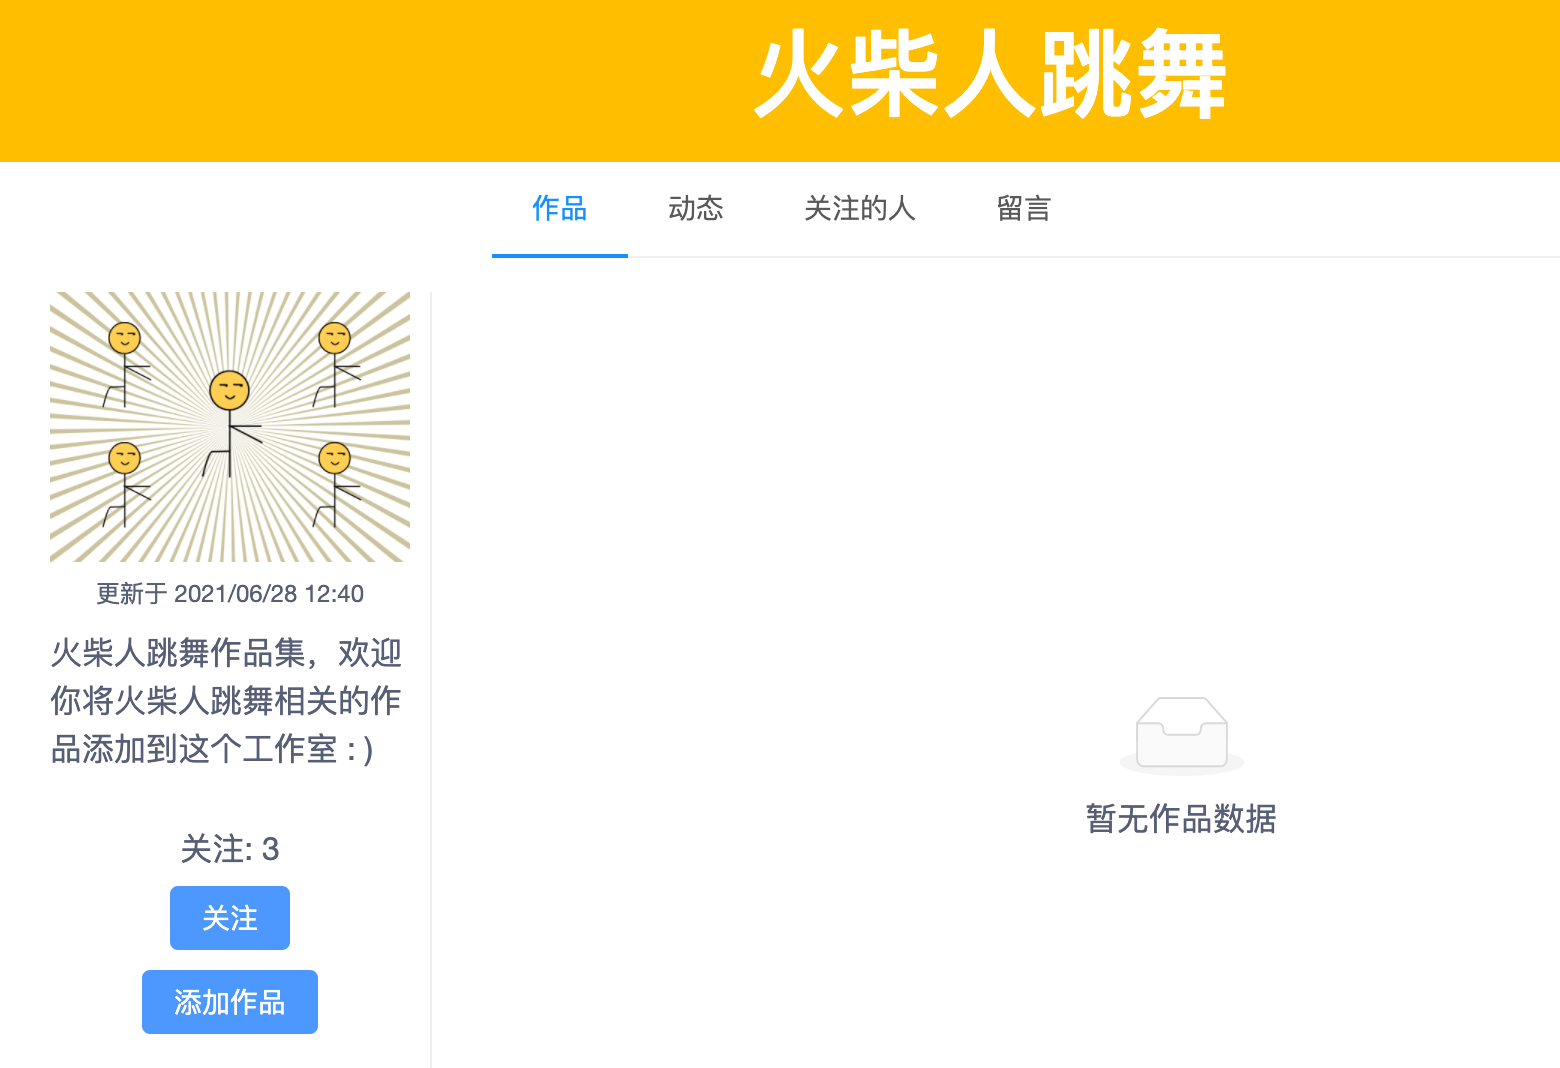 火柴人跳舞
作品
动态
关注的人
留言
更新于 2021/06/28 12:40
火柴人跳舞作品集，欢迎
你将火柴人跳舞相关的作
品添加到这个工作室 : )
关注: 3
关注
添加作品
暂无作品数据